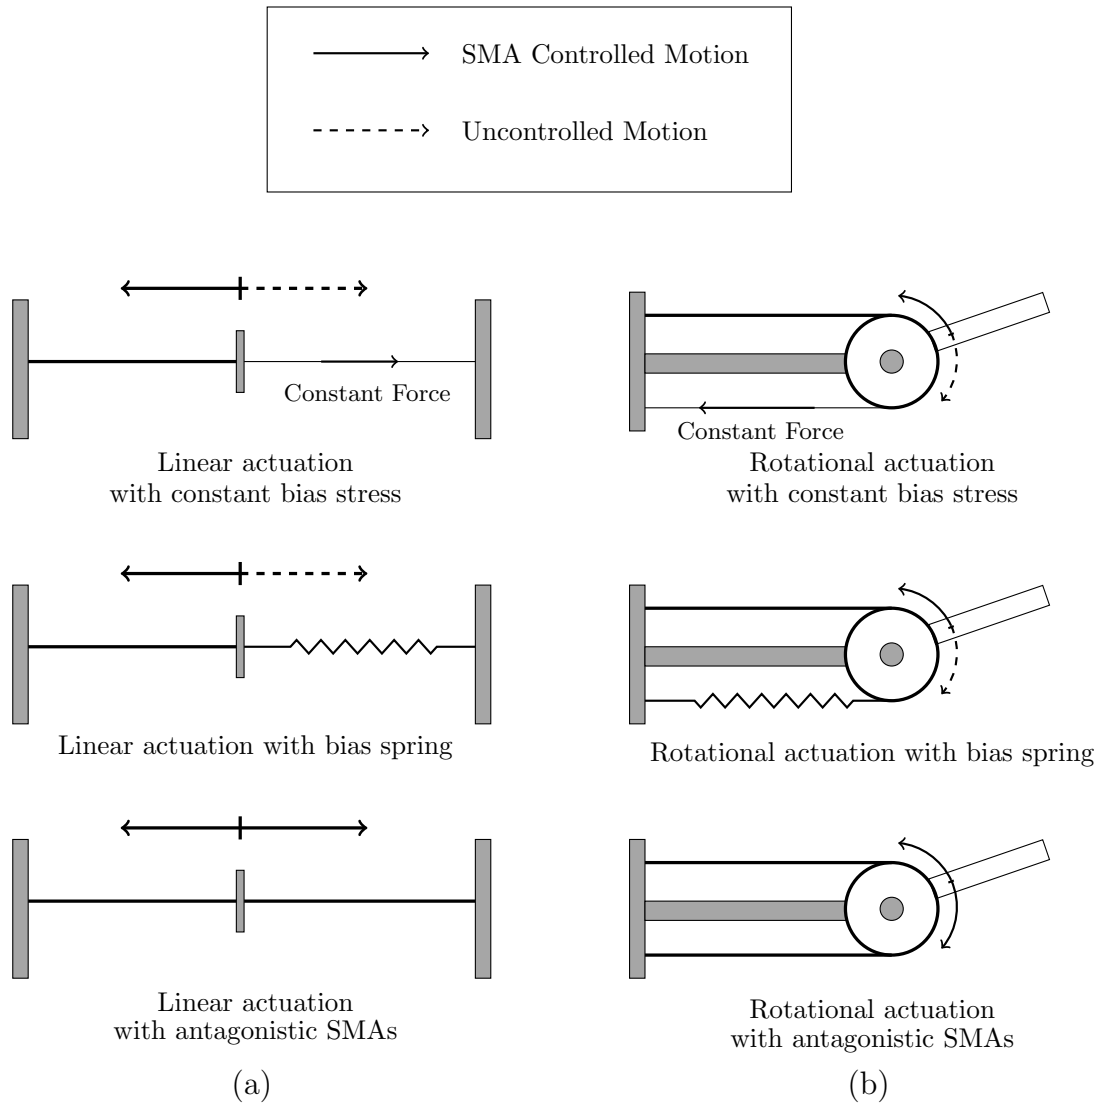 SMA Controlled Motion
Uncontrolled Motion
Constant Force
Linear actuation
with constant bias stress
Constant Force
Rotational actuation
with constant bias stress
Linear actuation with bias spring
Rotational actuation with bias spring
Linear actuation
with antagonistic SMAs
Rotational actuation
with antagonistic SMAs
(a)
(b)